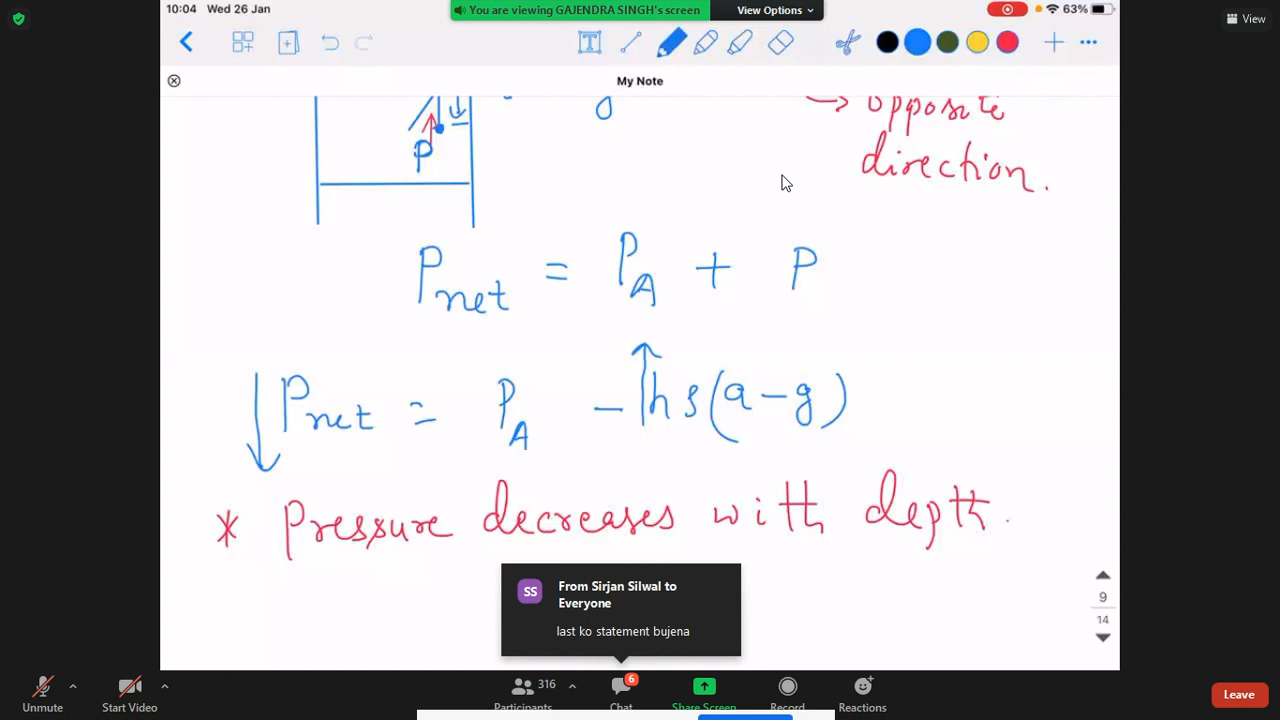 10:04 Wed 26 Jan
You are viewing GAJENDRA SINGH's screen
View Options
63%
View
My Note
→ opposite
direction.
P
P_net = P_A + P
↓ P_net = P_A - ↑hρ(a-g)
* Pressure decreases with depth.
From Sirjan Silwal to
Everyone
SS
last ko statement bujena
9
14
Unmute
Start Video
316
Participants
6
Chat
Share Screen
Record
Reactions
Leave